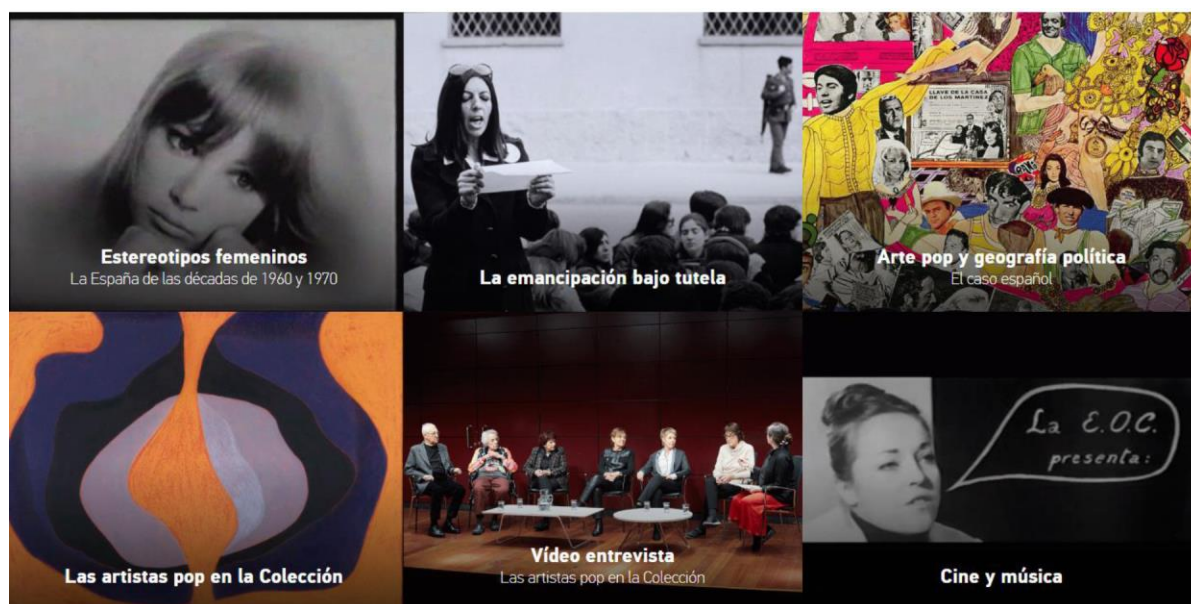 Estereotipos femeninos
La España de las décadas de 1960 y 1970
La emancipación bajo tutela
LLAVE DE LA CASA
DE LOS MARTINEZ
Arte pop y geografía política
El caso español
Las artistas pop en la Colección
Vídeo entrevista
Las artistas pop en la Colección
La E.O.C.
presenta:
Cine y música